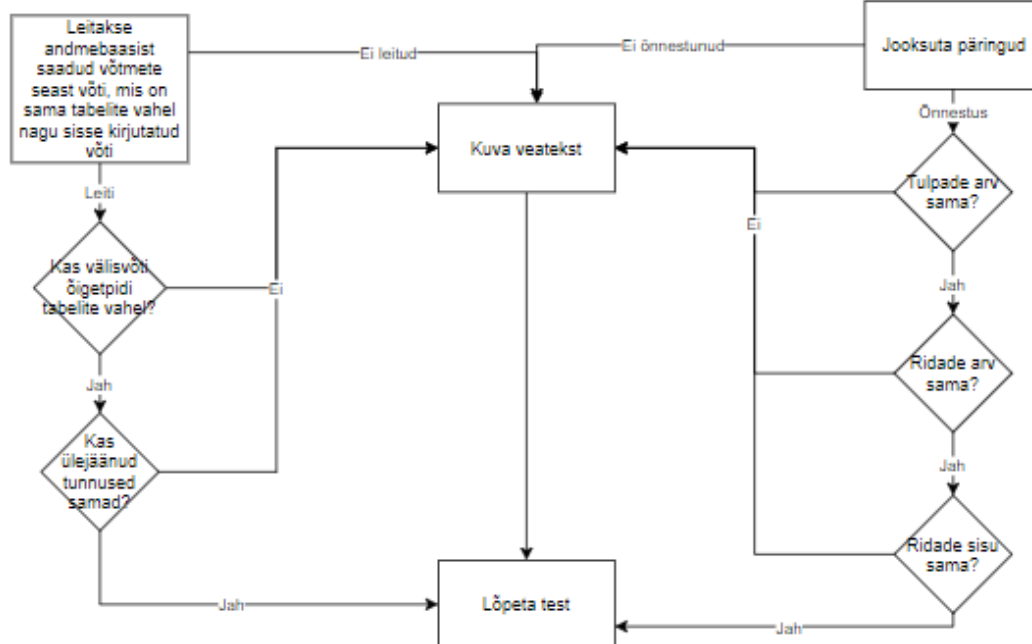 Leitakse
andmebaasist
saadud võtmete
seast võti, mis on
sama tabelite vahel
nagu sisse kirjutatud
võti
Ei leitud
Ei õnnestunud
Jooksuta päringud
Leiti
Kuva veatekst
Õnnestus
Tulpade arv
sama?
Kas välisvõti
õigetpidi
tabelite vahel?
Ei
Ei
Jah
Ridade arv
sama?
Jah
Kas
ülejäänud
tunnused
samad?
Jah
Ridade sisu
sama?
Jah
Lõpeta test
Jah